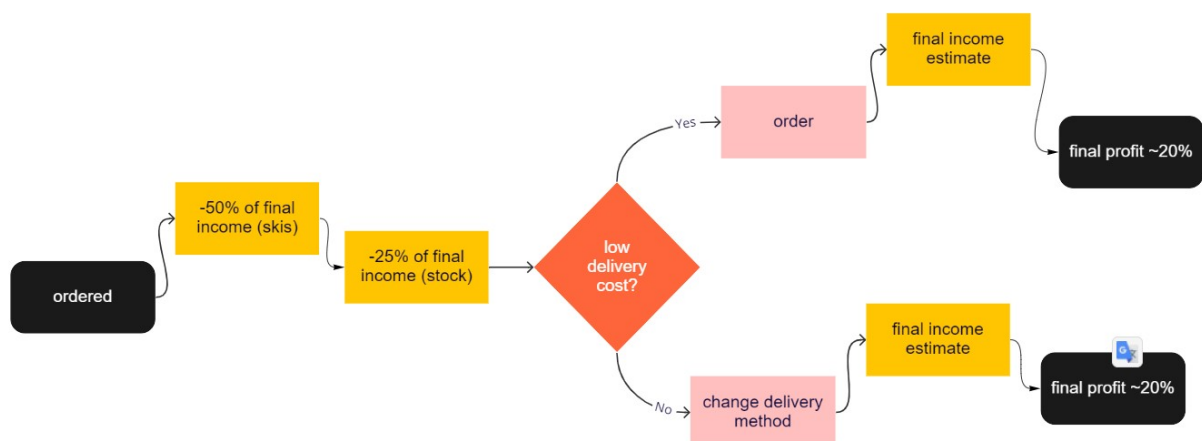 ordered
-50% of final
income (skis)
-25% of final
income (stock)
low
delivery
cost?
Yes
order
final income
estimate
final profit ~20%
No
change delivery
method
final income
estimate
final profit ~20%
G